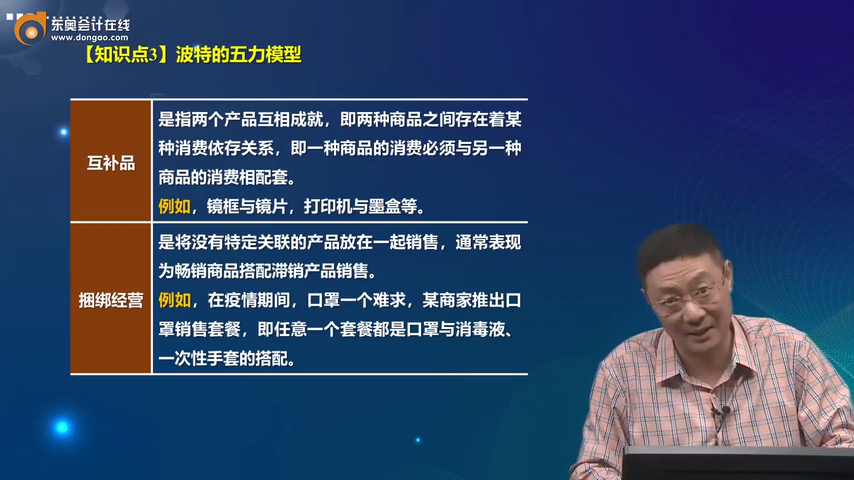 东奥会计在线
www.dongao.com
【知识点3】波特的五力模型
互补品
是指两个产品互相成就，即两种商品之间存在着某
种消费依存关系，即一种商品的消费必须与另一种
商品的消费相配套。
例如，镜框与镜片，打印机与墨盒等。
捆绑经营
是将没有特定关联的产品放在一起销售，通常表现
为畅销商品搭配滞销产品销售。
例如，在疫情期间，口罩一个难求，某商家推出口
罩销售套餐，即任意一个套餐都是口罩与消毒液、
一次性手套的搭配。